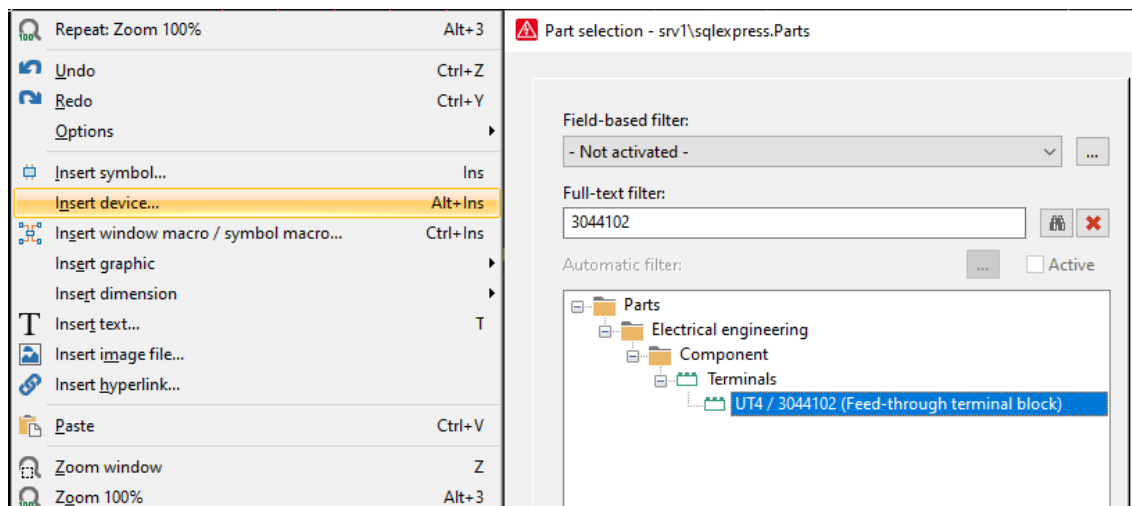 Repeat: Zoom 100% Alt+3
Undo Ctrl+Z
Redo Ctrl+Y
Options
Insert symbol... Ins
Insert device... Alt+Ins
Insert window macro / symbol macro... Ctrl+Ins
Insert graphic
Insert dimension
Insert text... T
Insert image file...
Insert hyperlink...
Paste Ctrl+V
Zoom window Z
Zoom 100% Alt+3
Part selection - srv1\sqlexpress.Parts
Field-based filter:
- Not activated -
...
Full-text filter:
3044102
Automatic filter:
...
Active
Parts
Electrical engineering
Component
Terminals
UT4 / 3044102 (Feed-through terminal block)